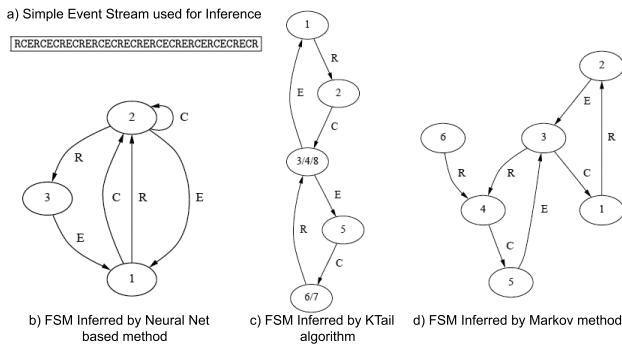 a) Simple Event Stream used for Inference
RCERCECRECRERCECRECRERCECRERCERCECRECR
2
C
R
3
C
R
E
E
1
b) FSM Inferred by Neural Net
based method
1
R
E
2
C
3/4/8
E
R
5
C
6/7
c) FSM Inferred by KTail
algorithm
2
E
6
3
R
R
R
C
4
1
E
C
5
d) FSM Inferred by Markov method